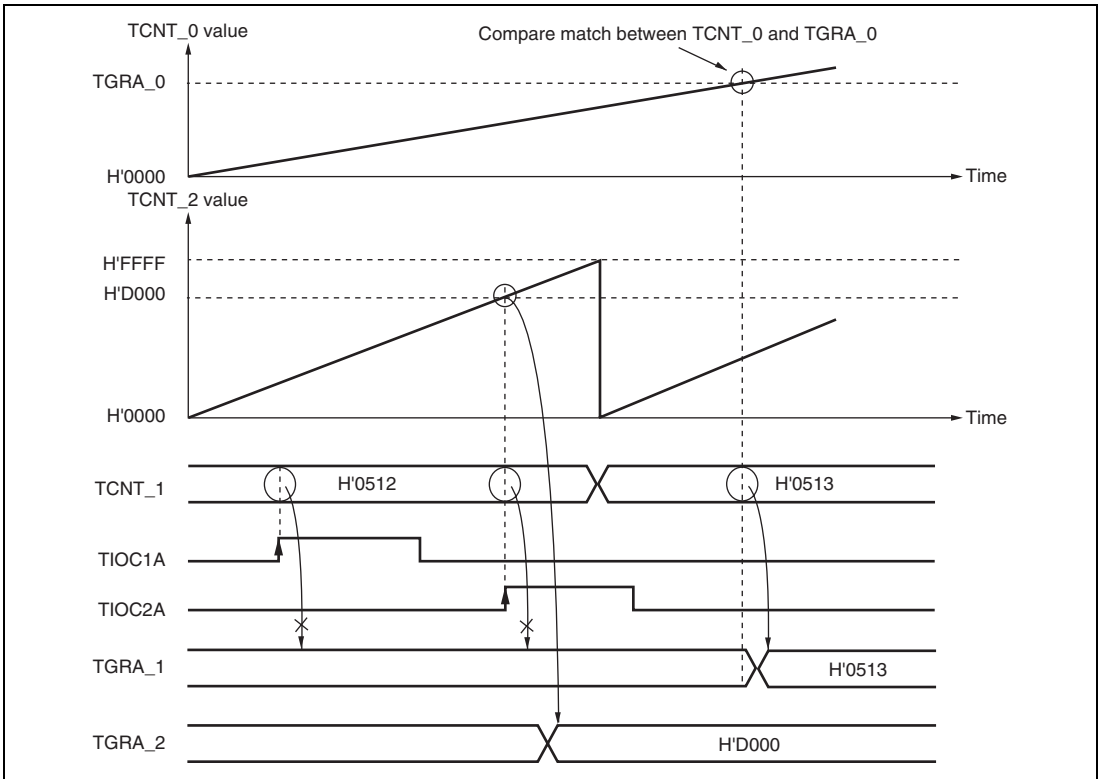 TCNT_0 value
Compare match between TCNT_0 and TGRA_0
TGRA_0
H'0000
Time
TCNT_2 value
H'FFFF
H'D000
H'0000
Time
TCNT_1
H'0512
H'0513
TIOC1A
TIOC2A
TGRA_1
H'0513
TGRA_2
H'D000